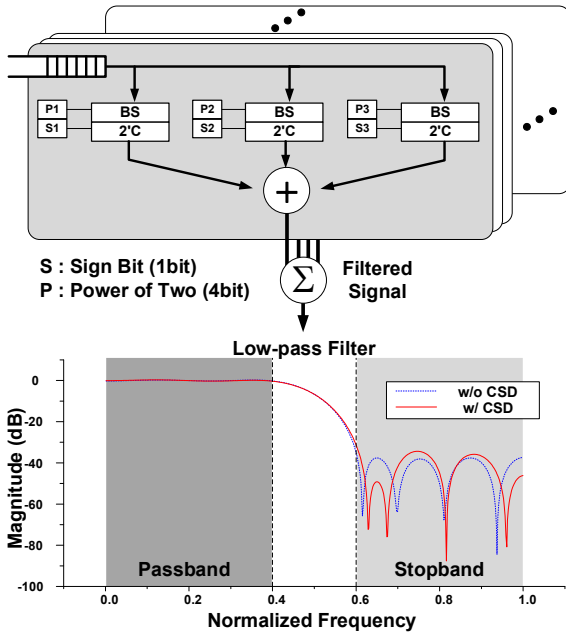 P1 BS P2 BS P3 BS
S1 2'C S2 2'C S3 2'C
+
S : Sign Bit (1bit)
P : Power of Two (4bit)
Σ
Filtered
Signal
Low-pass Filter
0
-20
-40
-60
-80
-100
Magnitude (dB)
w/o CSD
w/ CSD
Passband
Stopband
0.0 0.2 0.4 0.6 0.8 1.0
Normalized Frequency